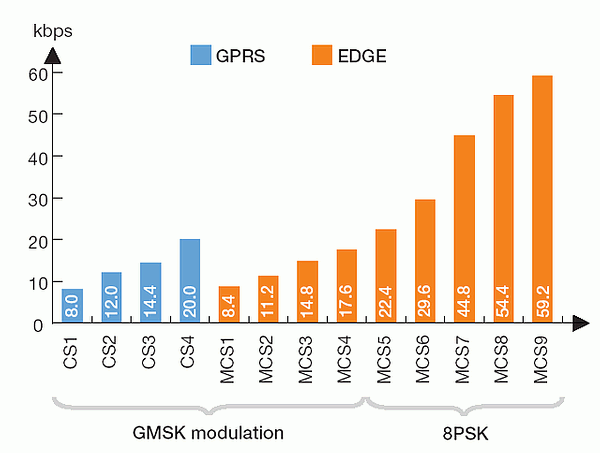 kbps
GPRS
EDGE
60
50
40
30
20
10
0
8.0
12.0
14.4
20.0
8.4
11.2
14.8
17.6
22.4
29.6
44.8
54.4
59.2
CS1
CS2
CS3
CS4
MCS1
MCS2
MCS3
MCS4
MCS5
MCS6
MCS7
MCS8
MCS9
GMSK modulation
8PSK